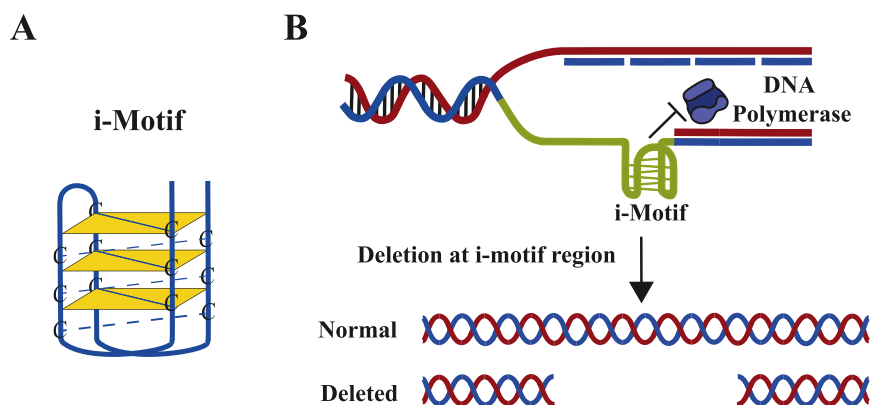 A
i-Motif
C
C
C
C
C
C
C
C
C
C
C
C
B
DNA
Polymerase
i-Motif
Deletion at i-motif region
Normal
Deleted